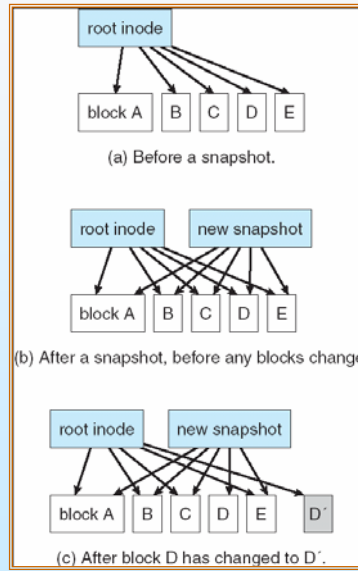 root inode
block A B C D E
(a) Before a snapshot.
root inode new snapshot
block A B C D E
(b) After a snapshot, before any blocks change
root inode new snapshot
block A B C D E D´
(c) After block D has changed to D´.